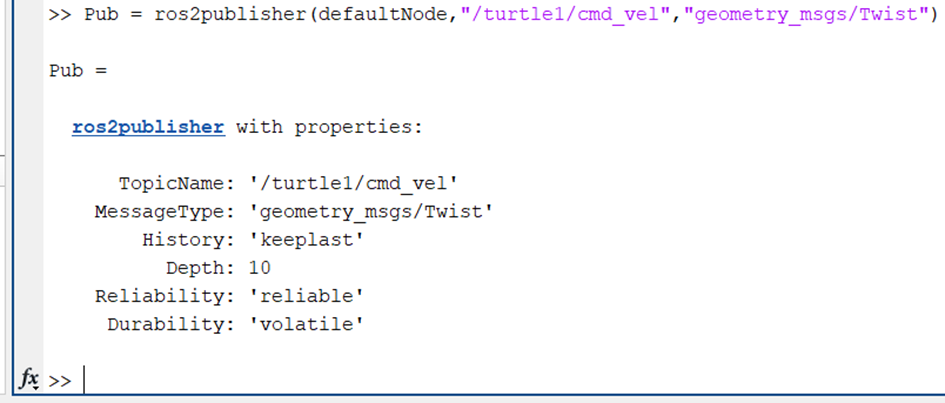 >> Pub = ros2publisher(defaultNode,"/turtle1/cmd_vel","geometry_msgs/Twist")
Pub =
ros2publisher with properties:
TopicName: '/turtle1/cmd_vel'
MessageType: 'geometry_msgs/Twist'
History: 'keeplast'
Depth: 10
Reliability: 'reliable'
Durability: 'volatile'
fx >>